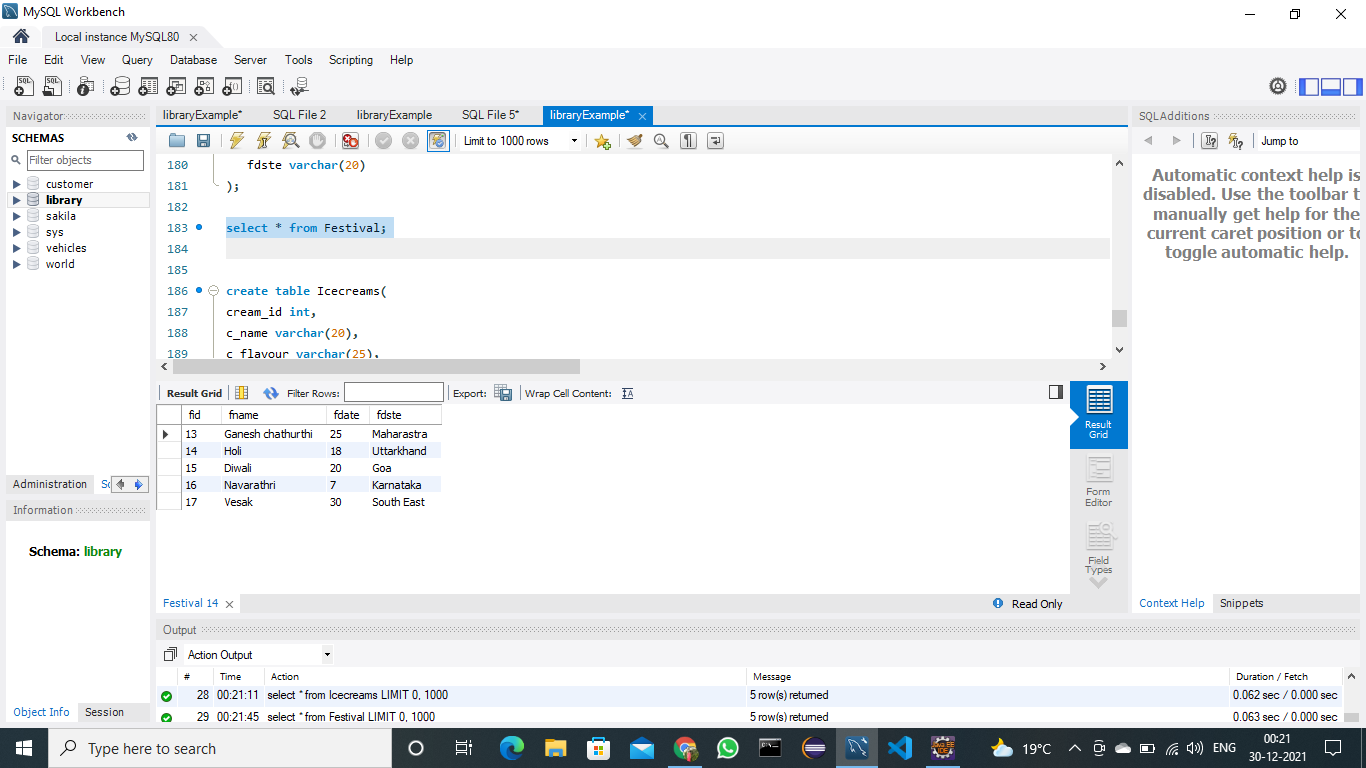 MySQL Workbench
Local instance MySQL80
File Edit View Query Database Server Tools Scripting Help
Navigator
SCHEMAS
Filter objects
customer
library
sakila
sys
vehicles
world
Administration Sc
Information
Schema: library
Object Info Session
libraryExample* SQL File 2 libraryExample SQL File 5* libraryExample*
Limit to 1000 rows
180 fdste varchar(20)
181 );
182
183 select * from Festival;
184
185
186 create table Icecreams(
187 cream_id int,
188 c_name varchar(20),
189 c_flavour varchar(25),
Result Grid Filter Rows: Export: Wrap Cell Content:
fid fname fdate fdste
13 Ganesh chathurthi 25 Maharastra
14 Holi 18 Uttarkhand
15 Diwali 20 Goa
16 Navarathri 7 Karnataka
17 Vesak 30 South East
Result Grid
Form Editor
Field Types
Festival 14
Read Only
SQLAdditions
Jump to
Automatic context help is
disabled. Use the toolbar t
manually get help for the
current caret position or to
toggle automatic help.
Context Help Snippets
Output
Action Output
# Time Action Message Duration / Fetch
28 00:21:11 select * from Icecreams LIMIT 0, 1000 5 row(s) returned 0.062 sec / 0.000 sec
29 00:21:45 select * from Festival LIMIT 0, 1000 5 row(s) returned 0.063 sec / 0.000 sec
Type here to search
19°C
ENG
00:21
30-12-2021